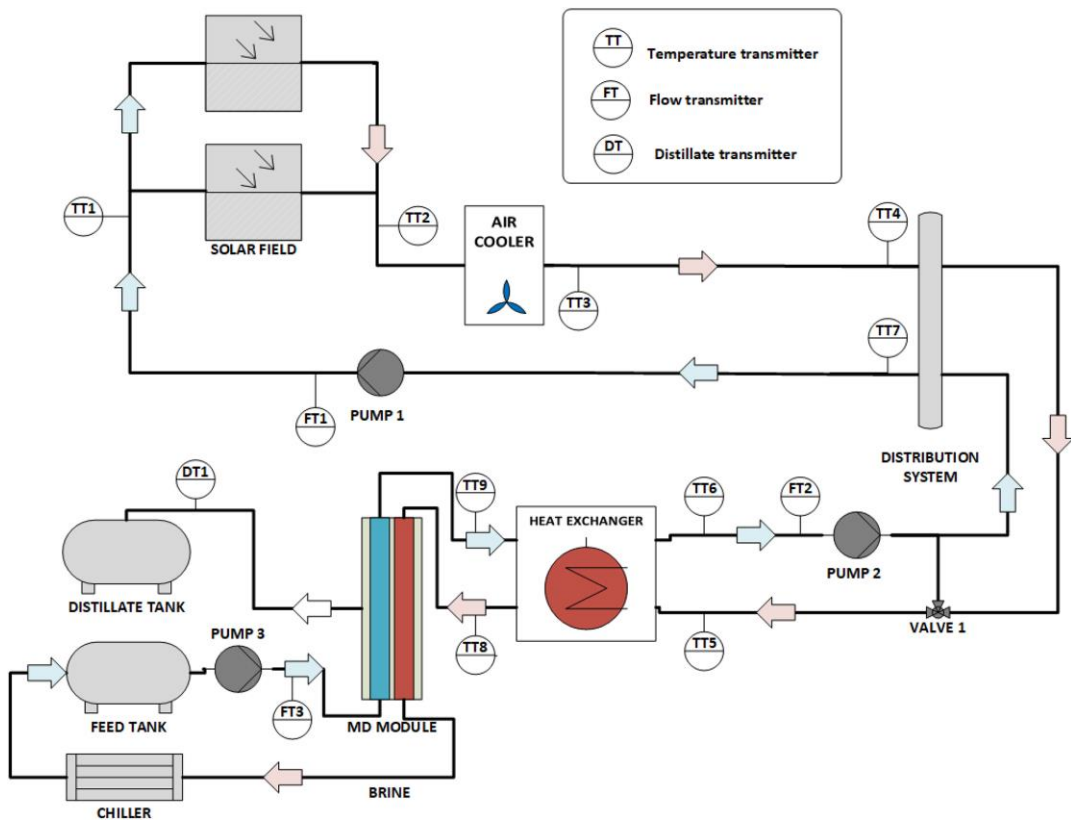 TT
Temperature transmitter
FT
Flow transmitter
DT
Distillate transmitter
TT1
SOLAR FIELD
TT2
AIR
COOLER
TT3
TT4
TT7
FT1
PUMP 1
DISTRIBUTION
SYSTEM
DT1
TT9
HEAT EXCHANGER
TT6
FT2
PUMP 2
DISTILLATE TANK
PUMP 3
TT8
TT5
VALVE 1
FEED TANK
FT3
MD MODULE
CHILLER
BRINE